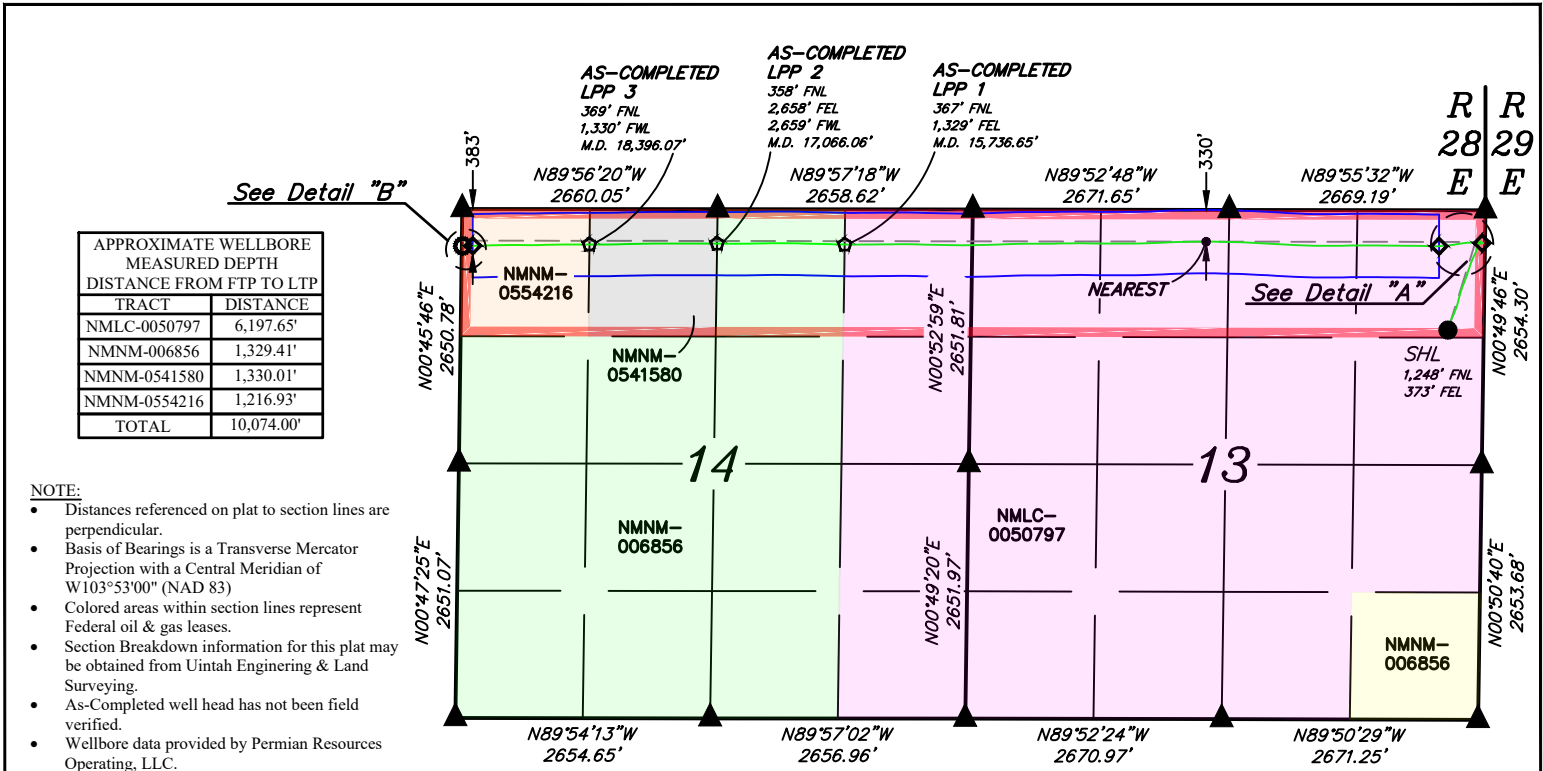 AS-COMPLETED
LPP 3
369' FNL
1,330' FWL
M.D. 18,396.07'
AS-COMPLETED
LPP 2
358' FNL
2,658' FEL
2,659' FWL
M.D. 17,066.06'
AS-COMPLETED
LPP 1
367' FNL
1,329' FEL
M.D. 15,736.65'
R R
28 29
E E
383'
330'
N89°56'20"W
2660.05'
N89°57'18"W
2658.62'
N89°52'48"W
2671.65'
N89°55'32"W
2669.19'
See Detail "B"
APPROXIMATE WELLBORE
MEASURED DEPTH
DISTANCE FROM FTP TO LTP
TRACT DISTANCE
NMLC-0050797 6,197.65'
NMNM-006856 1,329.41'
NMNM-0541580 1,330.01'
NMNM-0554216 1,216.93'
TOTAL 10,074.00'
NMNM-
0554216
NMNM-
0541580
NEAREST
See Detail "A"
SHL
1,248' FNL
373' FEL
N00°45'46"E
2650.78'
N00°52'59"E
2651.81'
N00°49'46"E
2654.30'
14
13
NMNM-
006856
NMLC-
0050797
NMNM-
006856
N00°47'25"E
2651.07'
N00°49'20"E
2651.97'
N00°50'40"E
2653.68'
N89°54'13"W
2654.65'
N89°57'02"W
2656.96'
N89°52'24"W
2670.97'
N89°50'29"W
2671.25'
NOTE:
• Distances referenced on plat to section lines are
perpendicular.
• Basis of Bearings is a Transverse Mercator
Projection with a Central Meridian of
W103°53'00" (NAD 83)
• Colored areas within section lines represent
Federal oil & gas leases.
• Section Breakdown information for this plat may
be obtained from Uintah Enginering & Land
Surveying.
• As-Completed well head has not been field
verified.
• Wellbore data provided by Permian Resources
Operating, LLC.